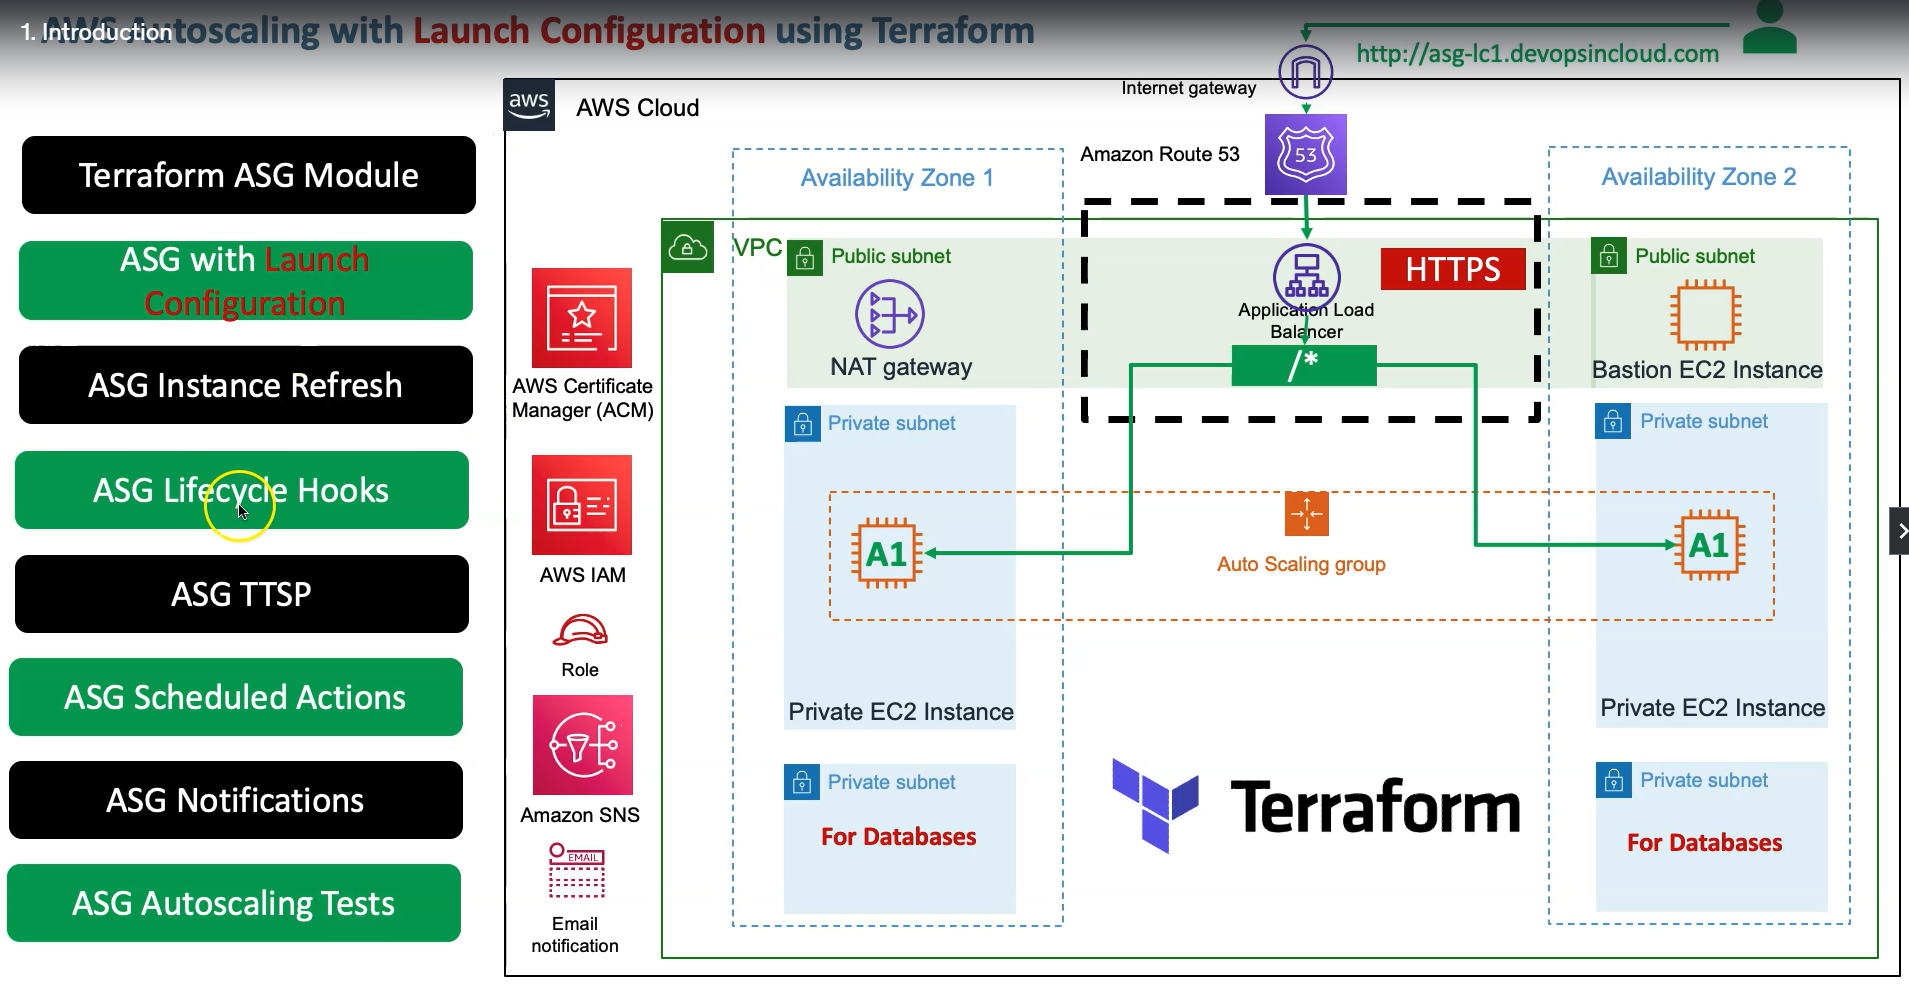 1. Introduction
AWS Autoscaling with Launch Configuration using Terraform
http://asg-lc1.devopsincloud.com
Internet gateway
aws
AWS Cloud
Terraform ASG Module
ASG with Launch
Configuration
ASG Instance Refresh
ASG Lifecycle Hooks
ASG TTSP
ASG Scheduled Actions
ASG Notifications
ASG Autoscaling Tests
AWS Certificate
Manager (ACM)
AWS IAM
Role
Amazon SNS
EMAIL
Email
notification
Amazon Route 53
53
Availability Zone 1
Availability Zone 2
VPC
Public subnet
NAT gateway
HTTPS
Application Load
Balancer
/*
Public subnet
Bastion EC2 Instance
Private subnet
A1
Private EC2 Instance
Auto Scaling group
Private subnet
A1
Private EC2 Instance
Private subnet
For Databases
Terraform
Private subnet
For Databases